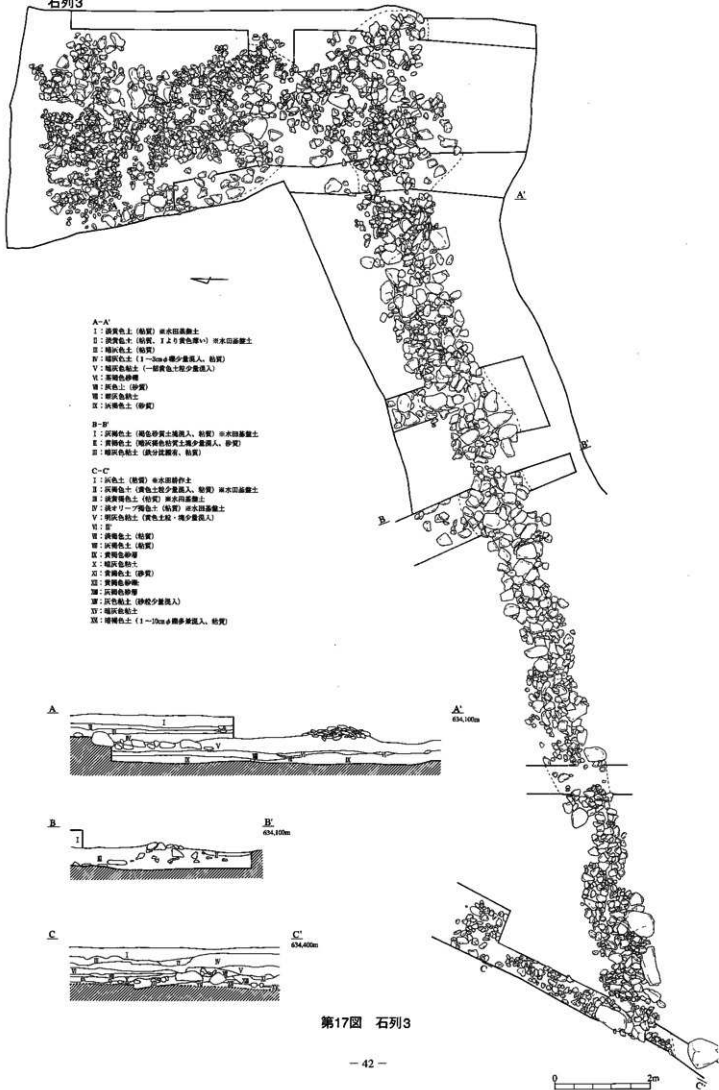 石列3
A'
A-A'
I：淡黄色土（粘質）※水田基盤土
II：淡黄色土（粘質、Iより黄色薄い）※水田基盤土
III：暗灰色土（粘質）
IV：暗灰色土（1～3cmφ礫少量混入、粘質）
V：暗灰色粘土（一部黄色土粒少量混入）
VI：茶褐色砂礫
VII：灰色土（砂質）
VIII：暗灰色粘土
IX：灰褐色土（砂質）
B-B'
I：灰褐色土（褐色砂質土塊混入、粘質）※水田基盤土
II：黄褐色土（暗灰褐色粘質土塊少量混入、砂質）
III：暗灰色粘土（鉄分沈着有、粘質）
C-C'
I：灰色土（粘質）※水田耕作土
II：灰褐色土（黄色土粒少量混入、粘質）※水田基盤土
III：淡黄褐色土（粘質）※水田基盤土
IV：淡オリーブ褐色土（粘質）※水田基盤土
V：明灰色粘土（黄色土粒・塊少量混入）
VI：II'
VII：淡褐色土（粘質）
VIII：灰褐色土（粘質）
IX：黄褐色砂層
X：暗灰色粘土
XI：黄褐色土（砂質）
XII：黄褐色砂礫
XIII：灰褐色砂層
XIV：灰色粘土（砂粒少量混入）
XV：暗灰色粘土
XVI：暗褐色土（1～10cmφ礫多量混入、粘質）
B'
B
A
A'
634,100m
I
V
IX
B
B'
634,100m
I
III
C
C'
634,400m
I
II
IV
V
VI
C
C'
第17図　石列3
― 42 ―
0
2m